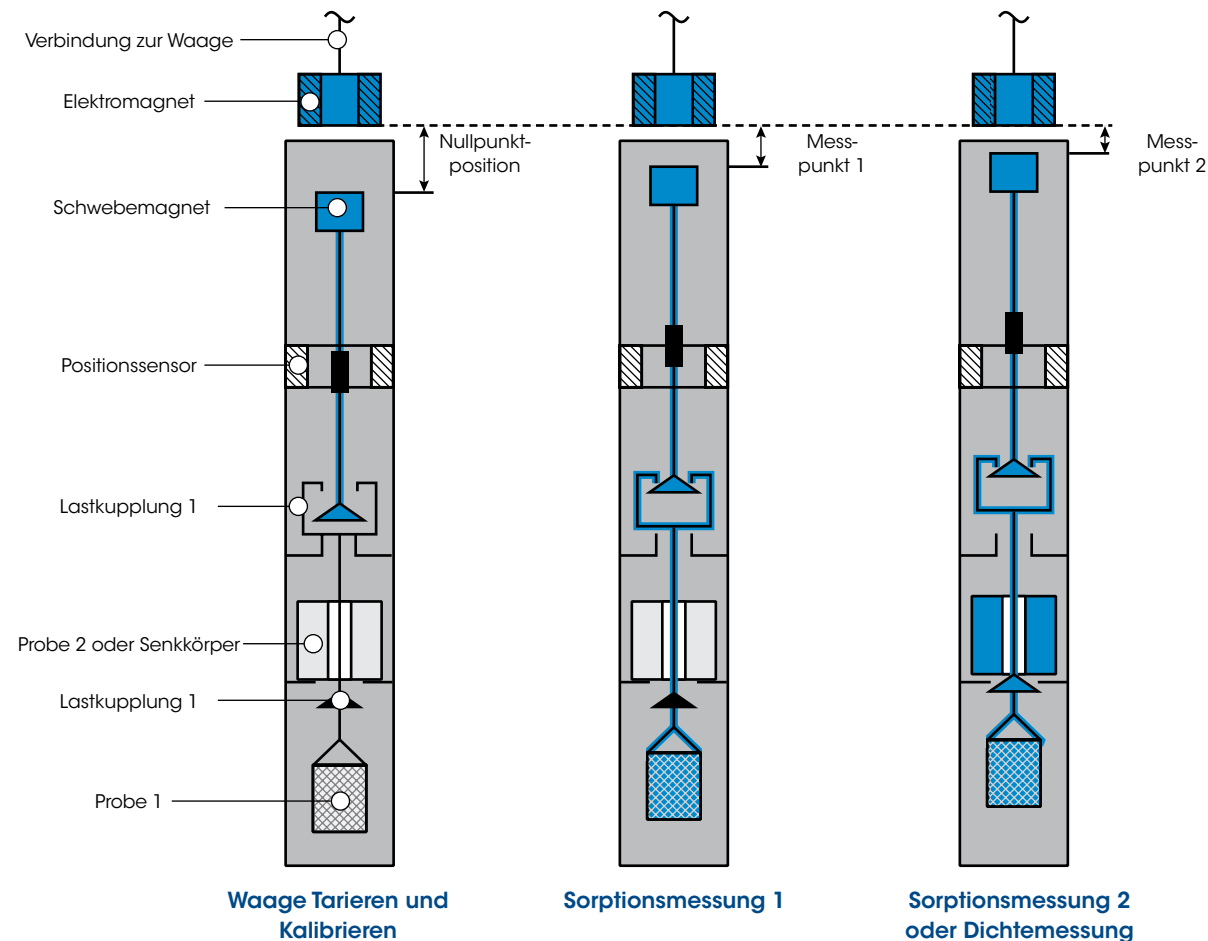 Verbindung zur Waage
Elektromagnet
Nullpunkt-
position
Mess-
punkt 1
Mess-
punkt 2
Schwebemagnet
Positionssensor
Lastkupplung 1
Probe 2 oder Senkkörper
Lastkupplung 1
Probe 1
Waage Tarieren und
Kalibrieren
Sorptionsmessung 1
Sorptionsmessung 2
oder Dichtemessung